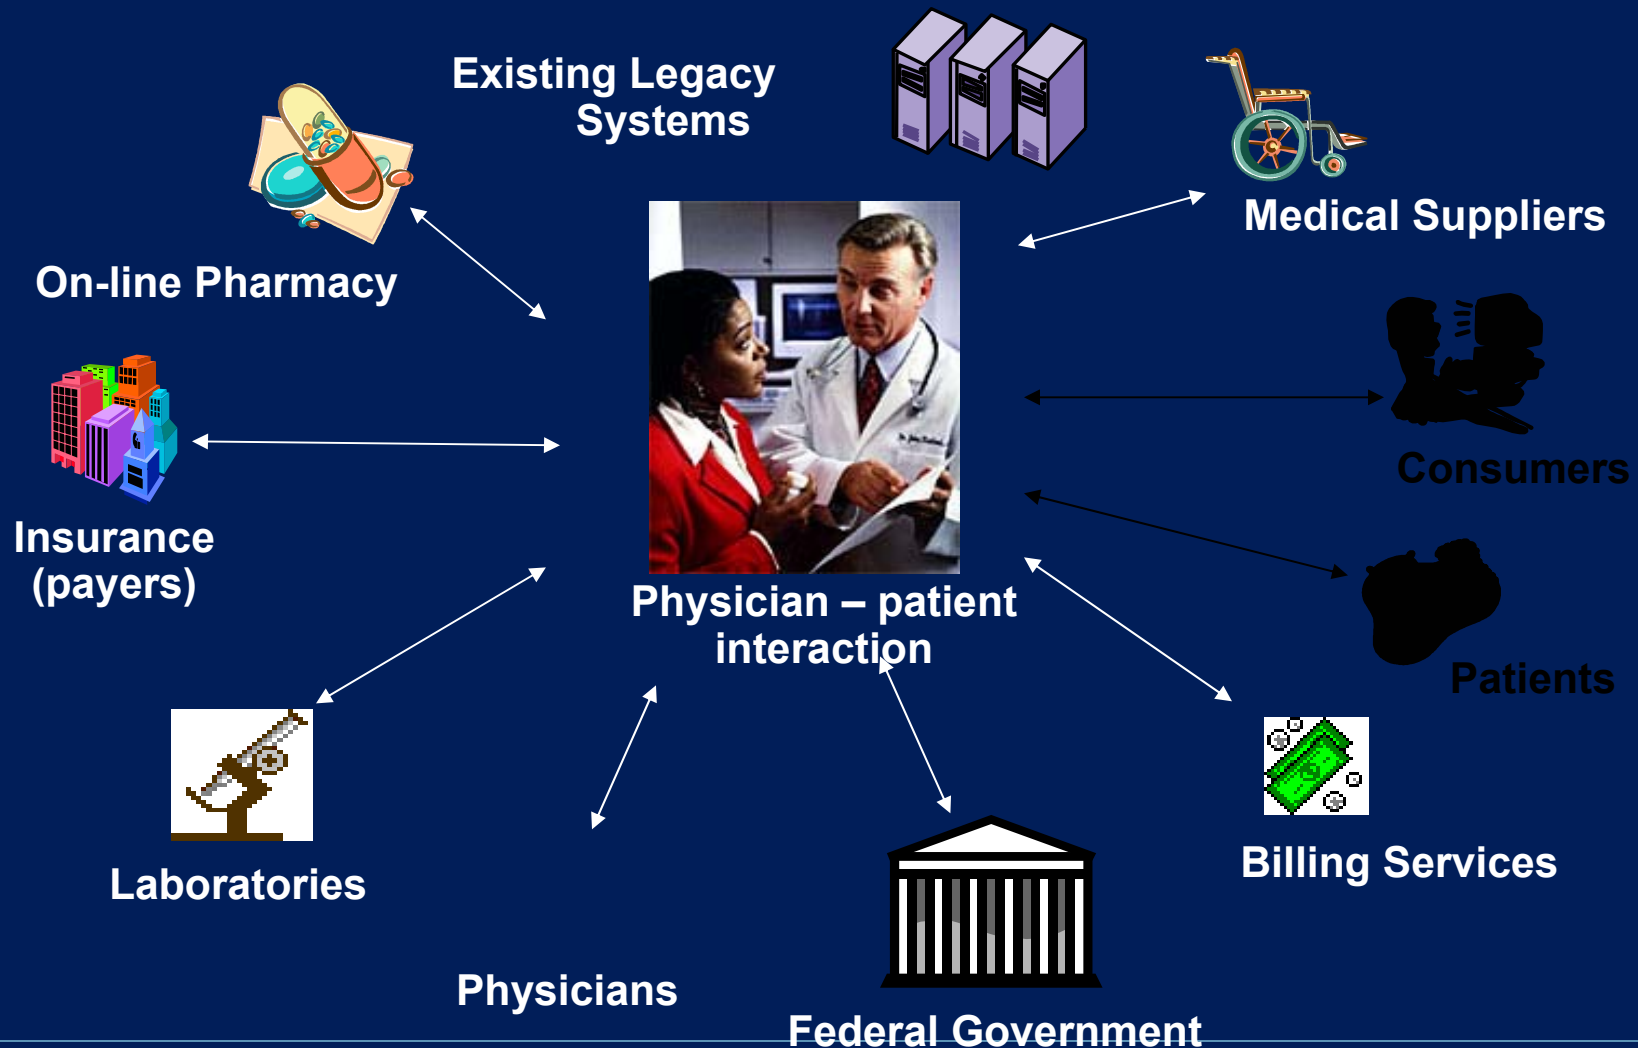 Existing Legacy
Systems
Medical Suppliers
On-line Pharmacy
Consumers
Insurance
(payers)
Physician – patient
interaction
Patients
Billing Services
Laboratories
Physicians
Federal Government